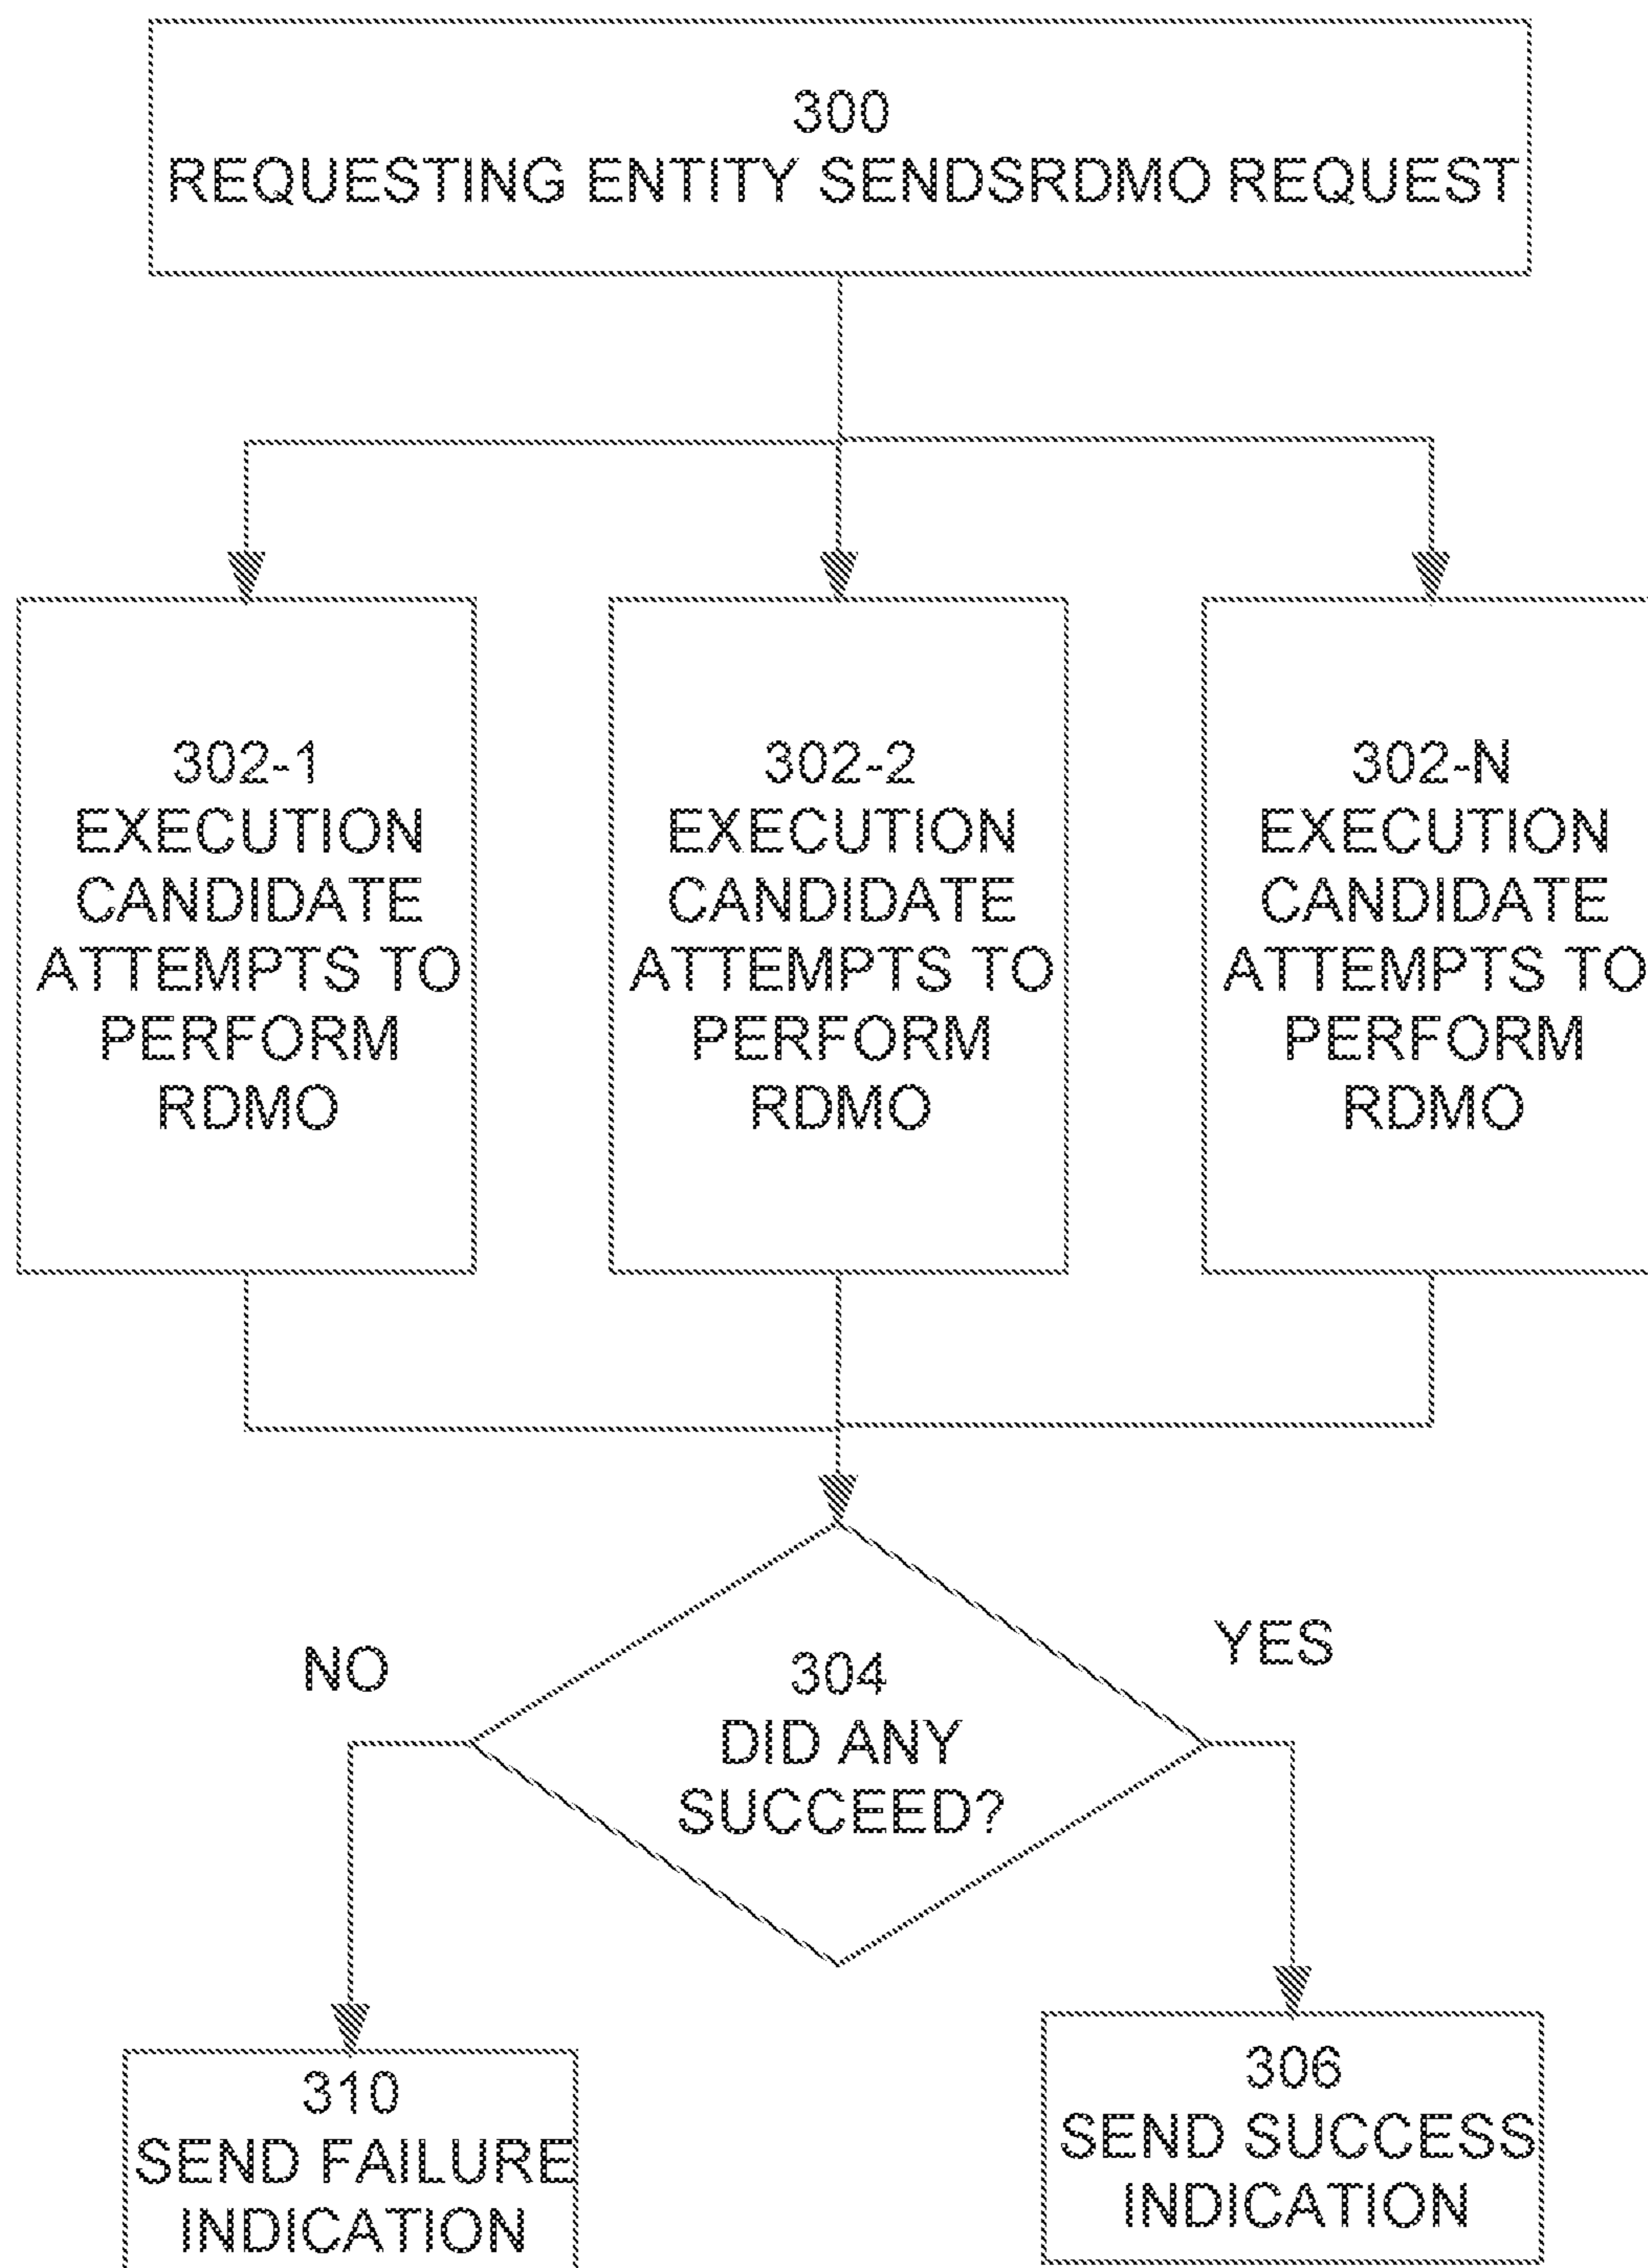 300
REQUESTING ENTITY SENDSRDMO REQUEST
302-1
EXECUTION
CANDIDATE
ATTEMPTS TO
PERFORM
RDMO
302-2
EXECUTION
CANDIDATE
ATTEMPTS TO
PERFORM
RDMO
302-N
EXECUTION
CANDIDATE
ATTEMPTS TO
PERFORM
RDMO
NO
304
DID ANY
SUCCEED?
YES
310
SEND FAILURE
INDICATION
306
SEND SUCCESS
INDICATION